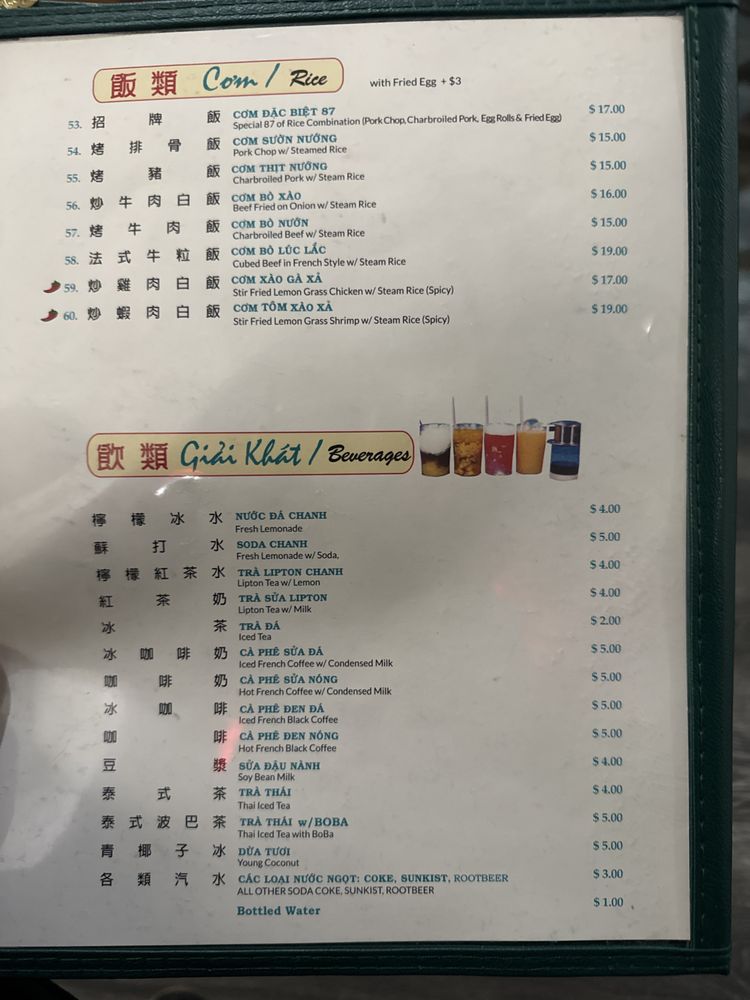 飯類 Cơm / Rice with Fried Egg + $3
53. 招牌飯 CƠM ĐẶC BIỆT 87 $ 17.00
Special 87 of Rice Combination (Pork Chop, Charbroiled Pork, Egg Rolls & Fried Egg)
54. 烤排骨飯 CƠM SƯỜN NƯỚNG $ 15.00
Pork Chop w/ Steamed Rice
55. 烤豬飯 CƠM THỊT NƯỚNG $ 15.00
Charbroiled Pork w/ Steam Rice
56. 炒牛肉白飯 CƠM BÒ XÀO $ 16.00
Beef Fried on Onion w/ Steam Rice
57. 烤牛肉飯 CƠM BÒ NƯỚN $ 15.00
Charbroiled Beef w/ Steam Rice
58. 法式牛粒飯 CƠM BÒ LÚC LẮC $ 19.00
Cubed Beef in French Style w/ Steam Rice
59. 炒雞肉白飯 CƠM XÀO GÀ XẢ $ 17.00
Stir Fried Lemon Grass Chicken w/ Steam Rice (Spicy)
60. 炒蝦肉白飯 CƠM TÔM XÀO XẢ $ 19.00
Stir Fried Lemon Grass Shrimp w/ Steam Rice (Spicy)
飲類 Giải Khát / Beverages
檸檬冰水 NƯỚC ĐÁ CHANH $ 4.00
Fresh Lemonade
蘇打水 SODA CHANH $ 5.00
Fresh Lemonade w/ Soda,
檸檬紅茶水 TRÀ LIPTON CHANH $ 4.00
Lipton Tea w/ Lemon
紅茶奶 TRÀ SỮA LIPTON $ 4.00
Lipton Tea w/ Milk
冰茶 TRÀ ĐÁ $ 2.00
Iced Tea
冰咖啡奶 CÀ PHÊ SỮA ĐÁ $ 5.00
Iced French Coffee w/ Condensed Milk
咖啡奶 CÀ PHÊ SỮA NÓNG $ 5.00
Hot French Coffee w/ Condensed Milk
冰咖啡 CÀ PHÊ ĐEN ĐÁ $ 5.00
Iced French Black Coffee
咖啡 CÀ PHÊ ĐEN NÓNG $ 5.00
Hot French Black Coffee
豆漿 SỮA ĐẬU NÀNH $ 4.00
Soy Bean Milk
泰式茶 TRÀ THÁI $ 4.00
Thai Iced Tea
泰式波巴茶 TRÀ THÁI w/BOBA $ 5.00
Thai Iced Tea with BoBa
青椰子冰 DỪA TƯƠI $ 5.00
Young Coconut
各類汽水 CÁC LOẠI NƯỚC NGỌT: COKE, SUNKIST, ROOTBEER $ 3.00
ALL OTHER SODA COKE, SUNKIST, ROOTBEER
Bottled Water $ 1.00